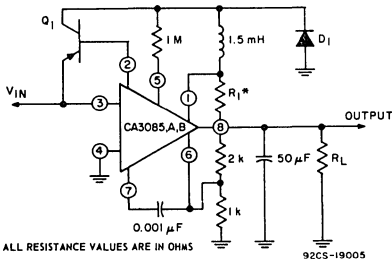 Q1
1 M
1.5 mH
D1
2
5
VIN
3
1
R1*
CA3085,A,B
8
OUTPUT
4
6
2 k
50 μF
RL
7
0.001 μF
1 k
ALL RESISTANCE VALUES ARE IN OHMS
92CS-19005